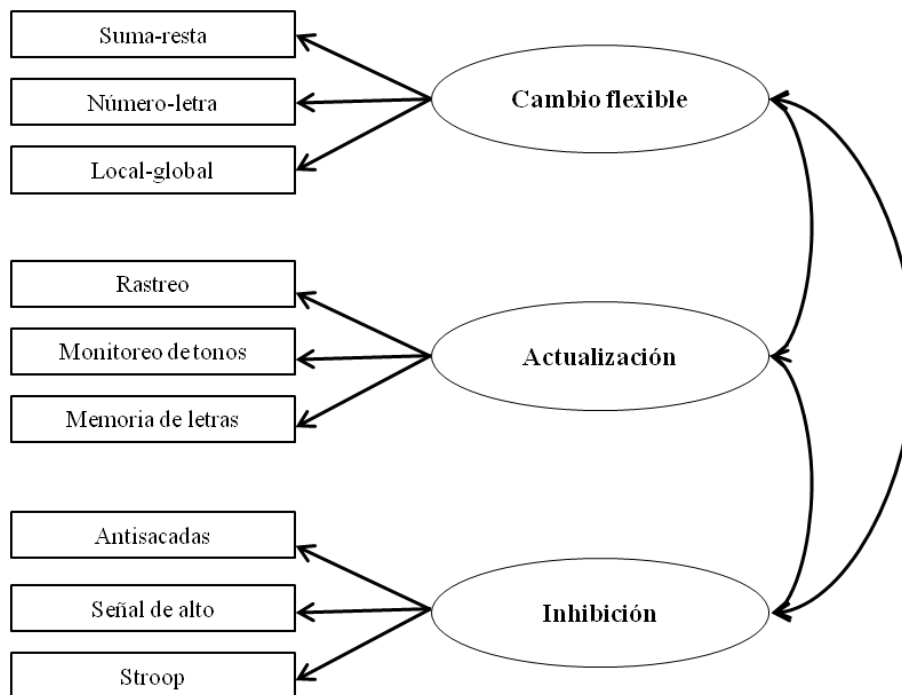 Suma-resta
Número-letra
Local-global
Cambio flexible
Rastreo
Monitoreo de tonos
Memoria de letras
Actualización
Antisacadas
Señal de alto
Stroop
Inhibición